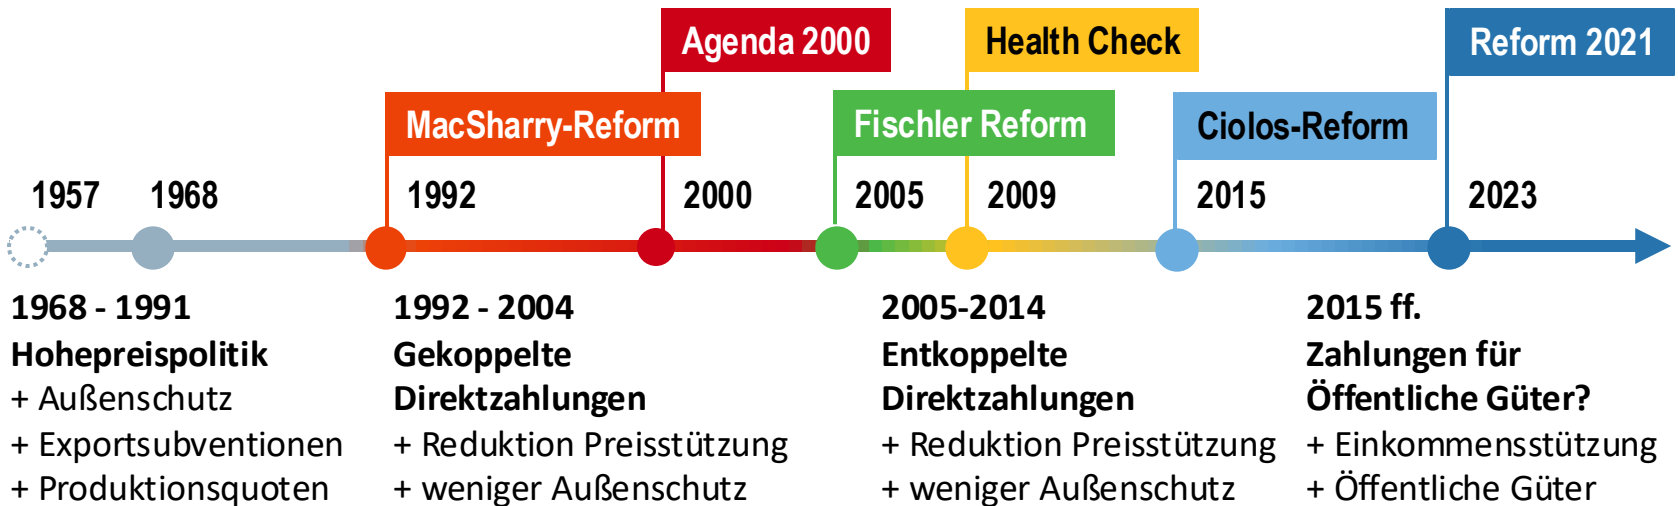 Agenda 2000
Health Check
Reform 2021
MacSharry-Reform
Fischler Reform
Ciolos-Reform
1957
1968
1992
2000
2005
2009
2015
2023
1968 - 1991
Hohepreispolitik
+ Außenschutz
+ Exportsubventionen
+ Produktionsquoten
1992 - 2004
Gekoppelte
Direktzahlungen
+ Reduktion Preisstützung
+ weniger Außenschutz
2005-2014
Entkoppelte
Direktzahlungen
+ Reduktion Preisstützung
+ weniger Außenschutz
2015 ff.
Zahlungen für
Öffentliche Güter?
+ Einkommensstützung
+ Öffentliche Güter